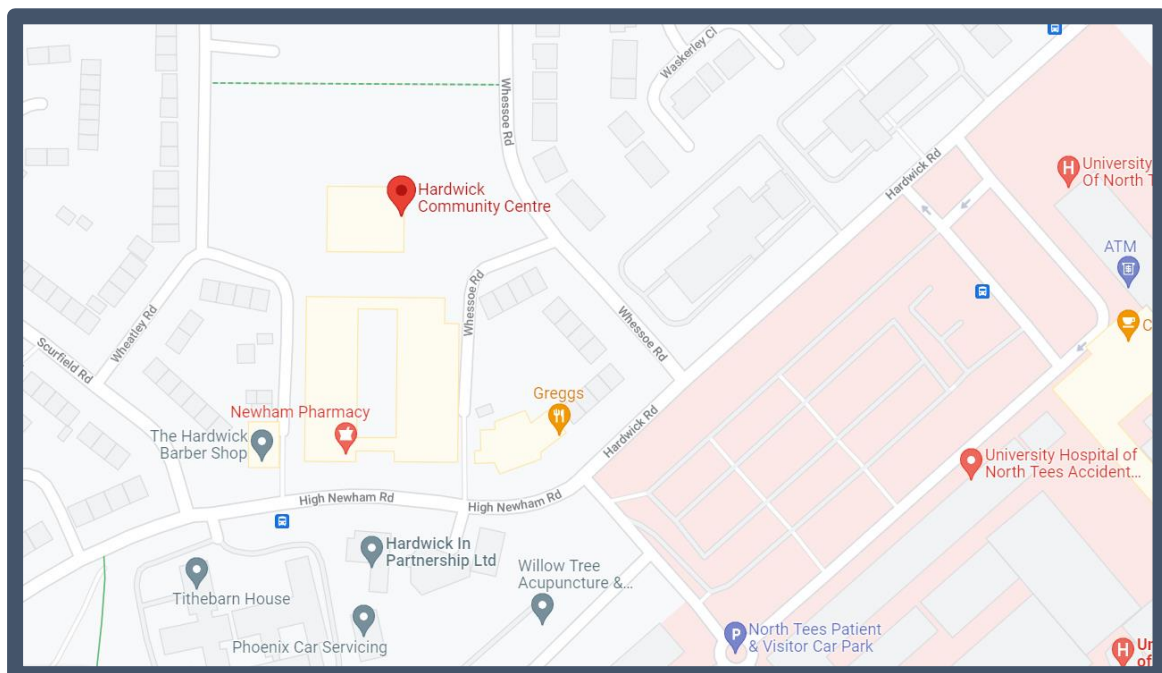 Waskerley Cl
Whessoe Rd
Hardwick Rd
University
Of North T
Hardwick
Community Centre
ATM
Whessoe Rd
Wheatley Rd
Whessoe Rd
C
Scurfield Rd
Greggs
Newham Pharmacy
The Hardwick
Barber Shop
Hardwick Rd
University Hospital of
North Tees Accident...
High Newham Rd
High Newham Rd
Hardwick In
Partnership Ltd
Willow Tree
Acupuncture &...
Tithebarn House
Phoenix Car Servicing
P
North Tees Patient
& Visitor Car Park
H
H
Un
of